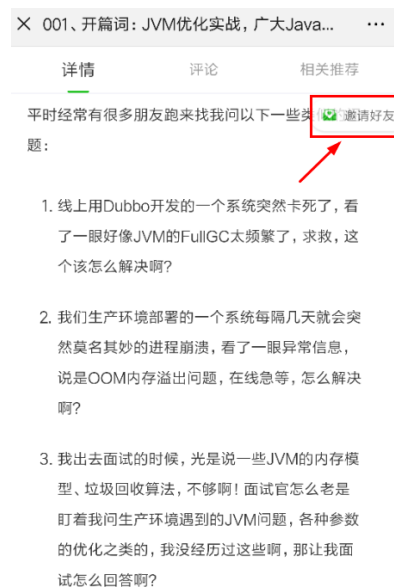 × 001、开篇词：JVM优化实战，广大Java... ···
详情 评论 相关推荐
平时经常有很多朋友跑来找我问以下一些类 邀请好友
题：
1. 线上用Dubbo开发的一个系统突然卡死了，看
了一眼好像JVM的FullGC太频繁了，求救，这
个该怎么解决啊？
2. 我们生产环境部署的一个系统每隔几天就会突
然莫名其妙的进程崩溃，看了一眼异常信息，
说是OOM内存溢出问题，在线急等，怎么解决
啊？
3. 我出去面试的时候，光是说一些JVM的内存模
型、垃圾回收算法，不够啊！面试官怎么老是
盯着我问生产环境遇到的JVM问题，各种参数
的优化之类的，我没经历过这些啊，那让我面
试怎么回答啊？